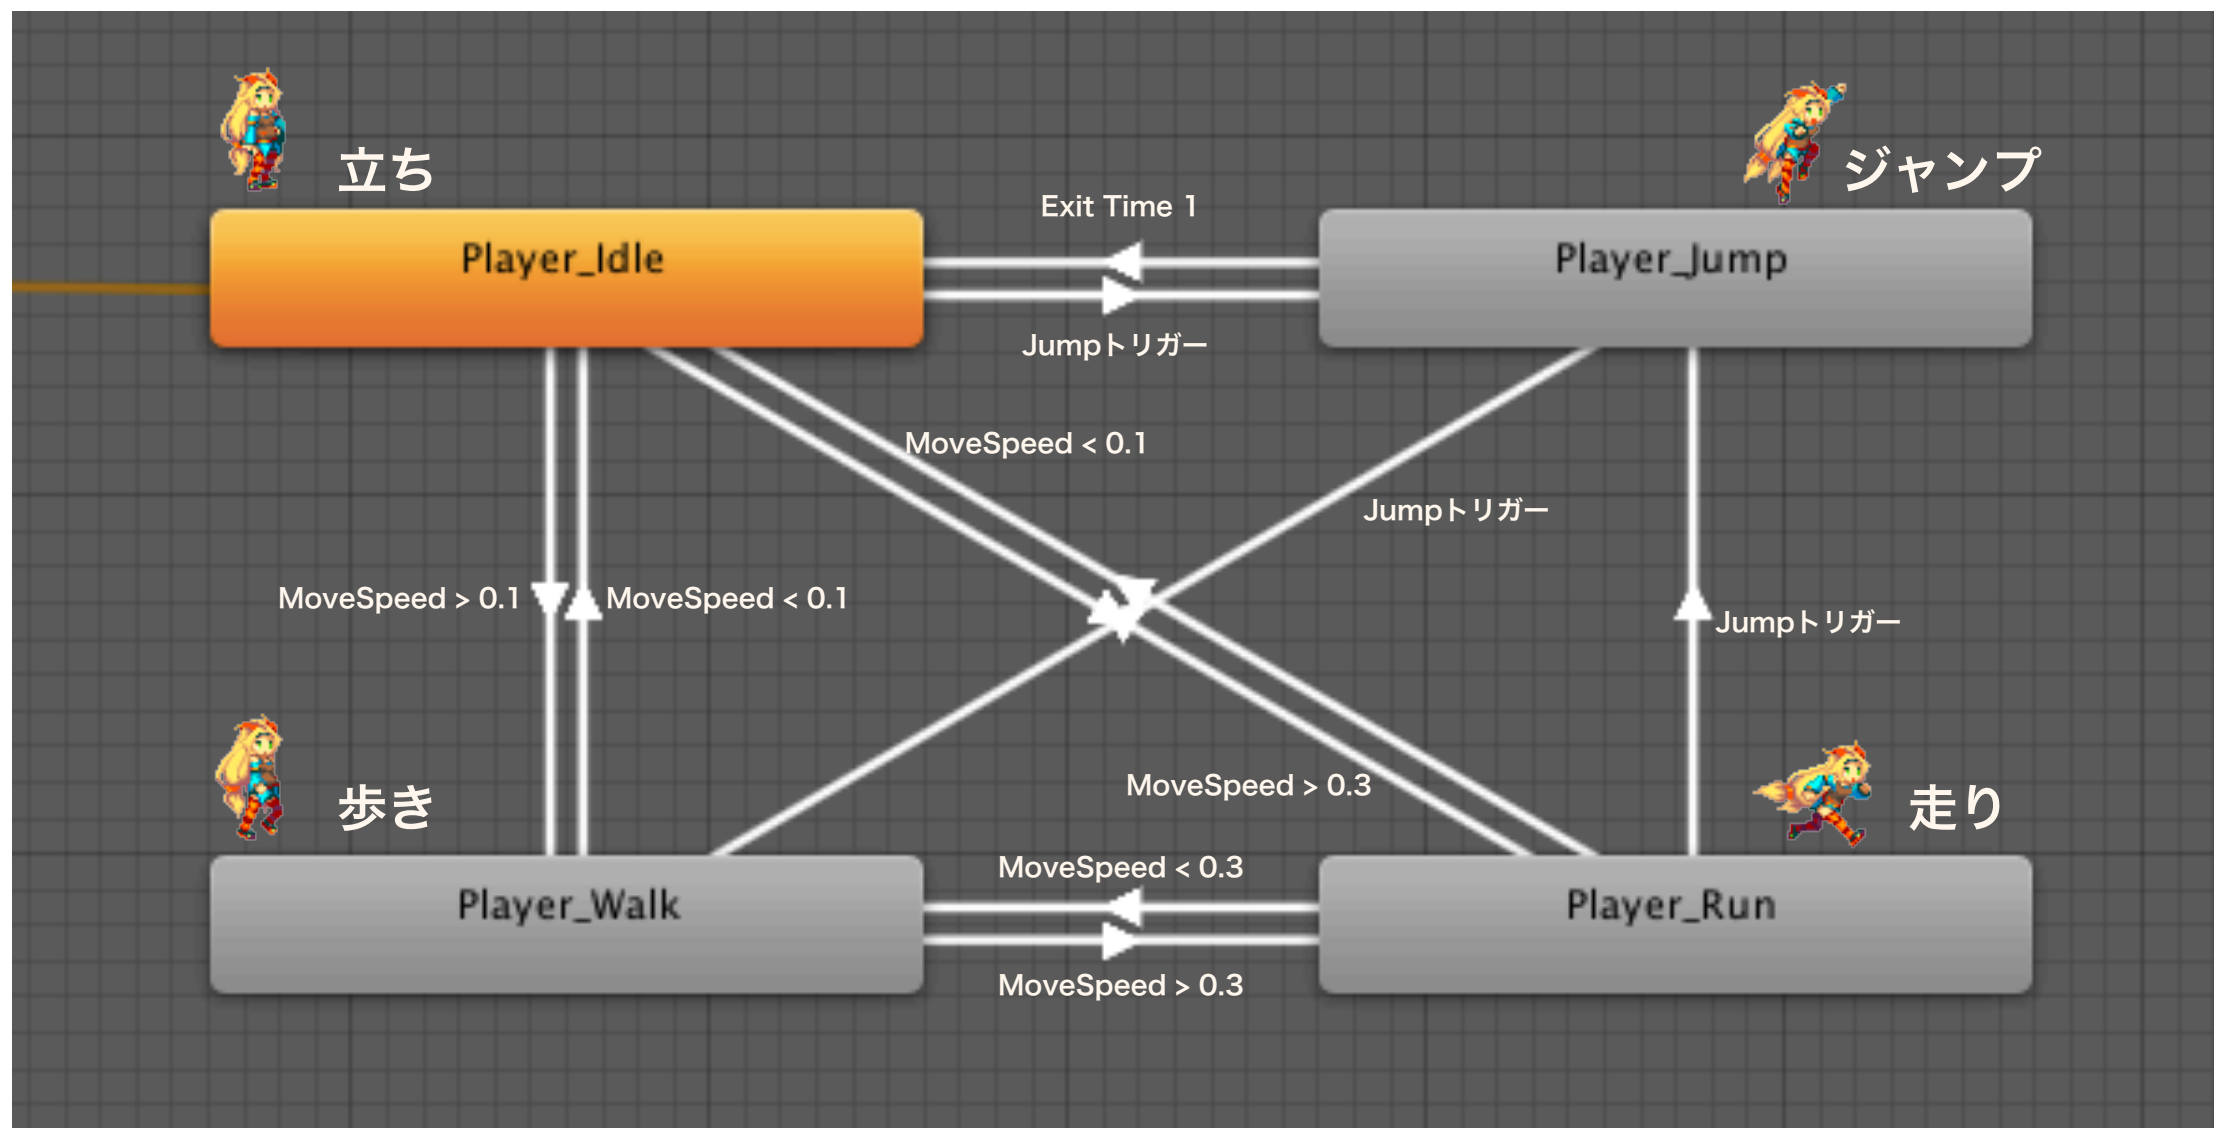 立ち
ジャンプ
Exit Time 1
Player_Idle
Player_Jump
Jumpトリガー
MoveSpeed < 0.1
Jumpトリガー
MoveSpeed > 0.1
MoveSpeed < 0.1
Jumpトリガー
MoveSpeed > 0.3
歩き
走り
MoveSpeed < 0.3
Player_Walk
Player_Run
MoveSpeed > 0.3